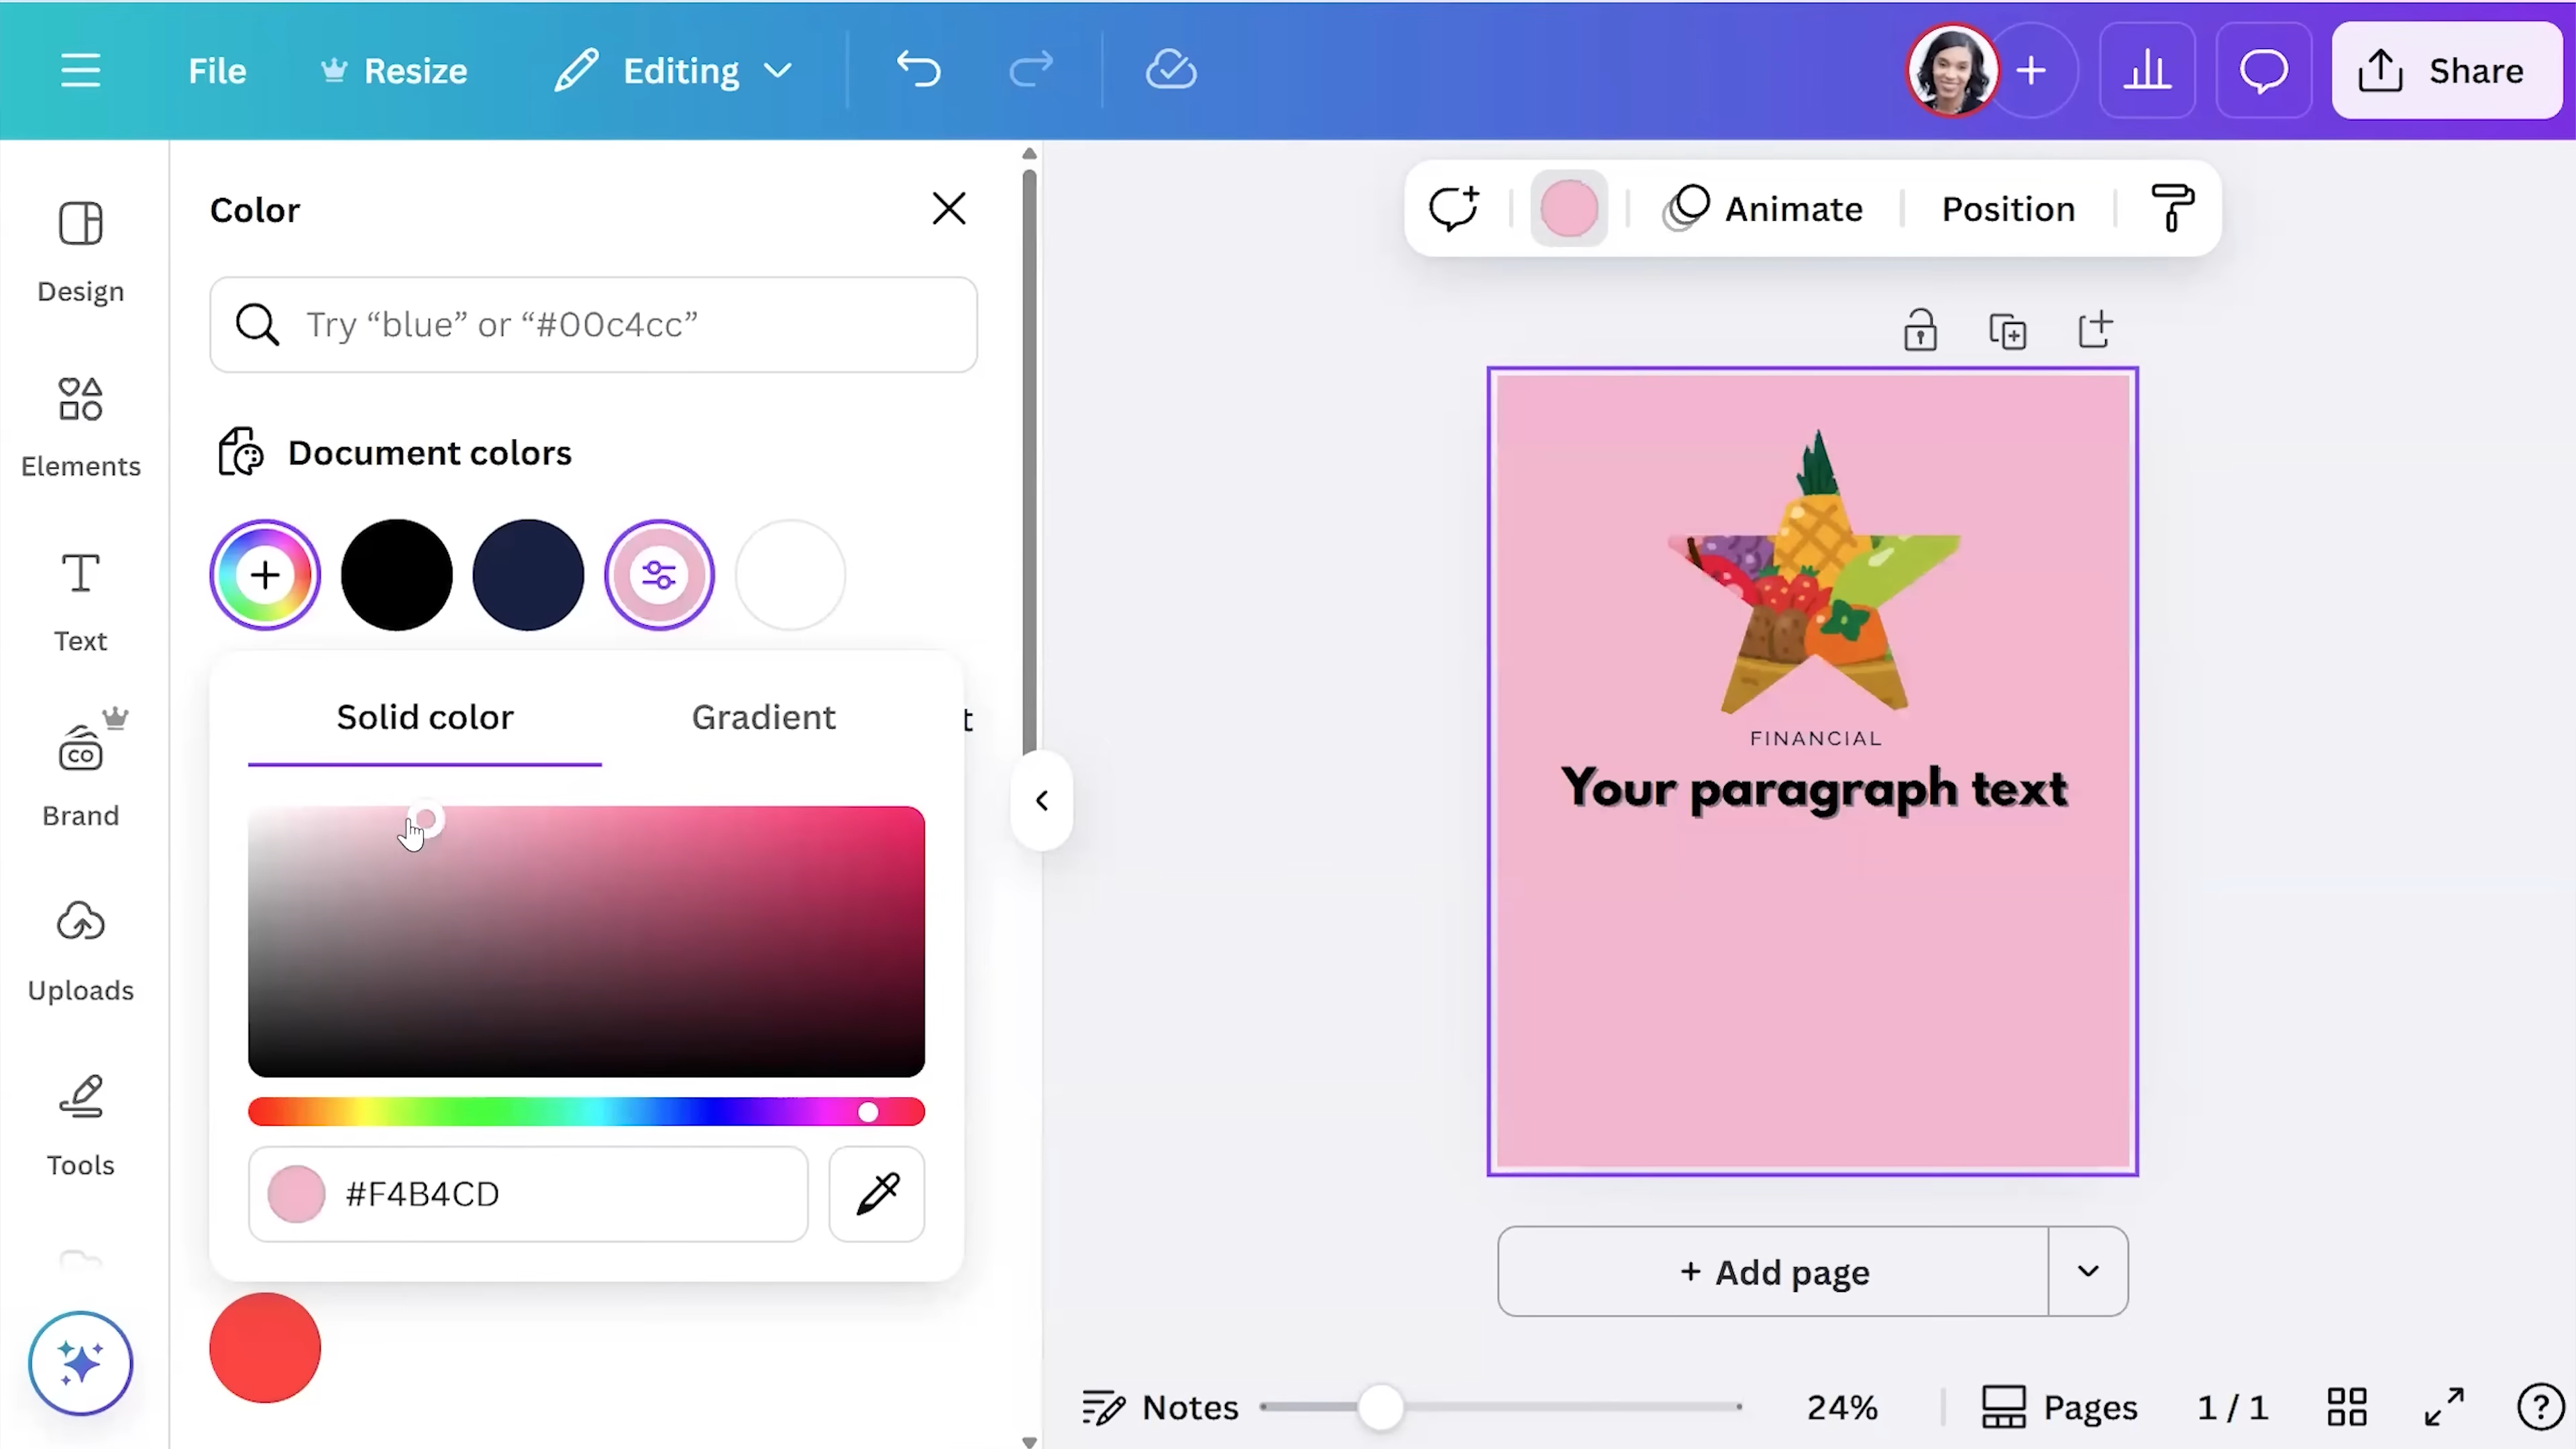 File
Resize
Editing
Share
Design
Elements
Text
CO
Brand
Uploads
Tools
Color
Try “blue” or “#00c4cc”
Document colors
Solid color
Gradient
t
#F4B4CD
Animate
Position
FINANCIAL
Your paragraph text
+ Add page
Notes
24%
Pages
1 / 1
?